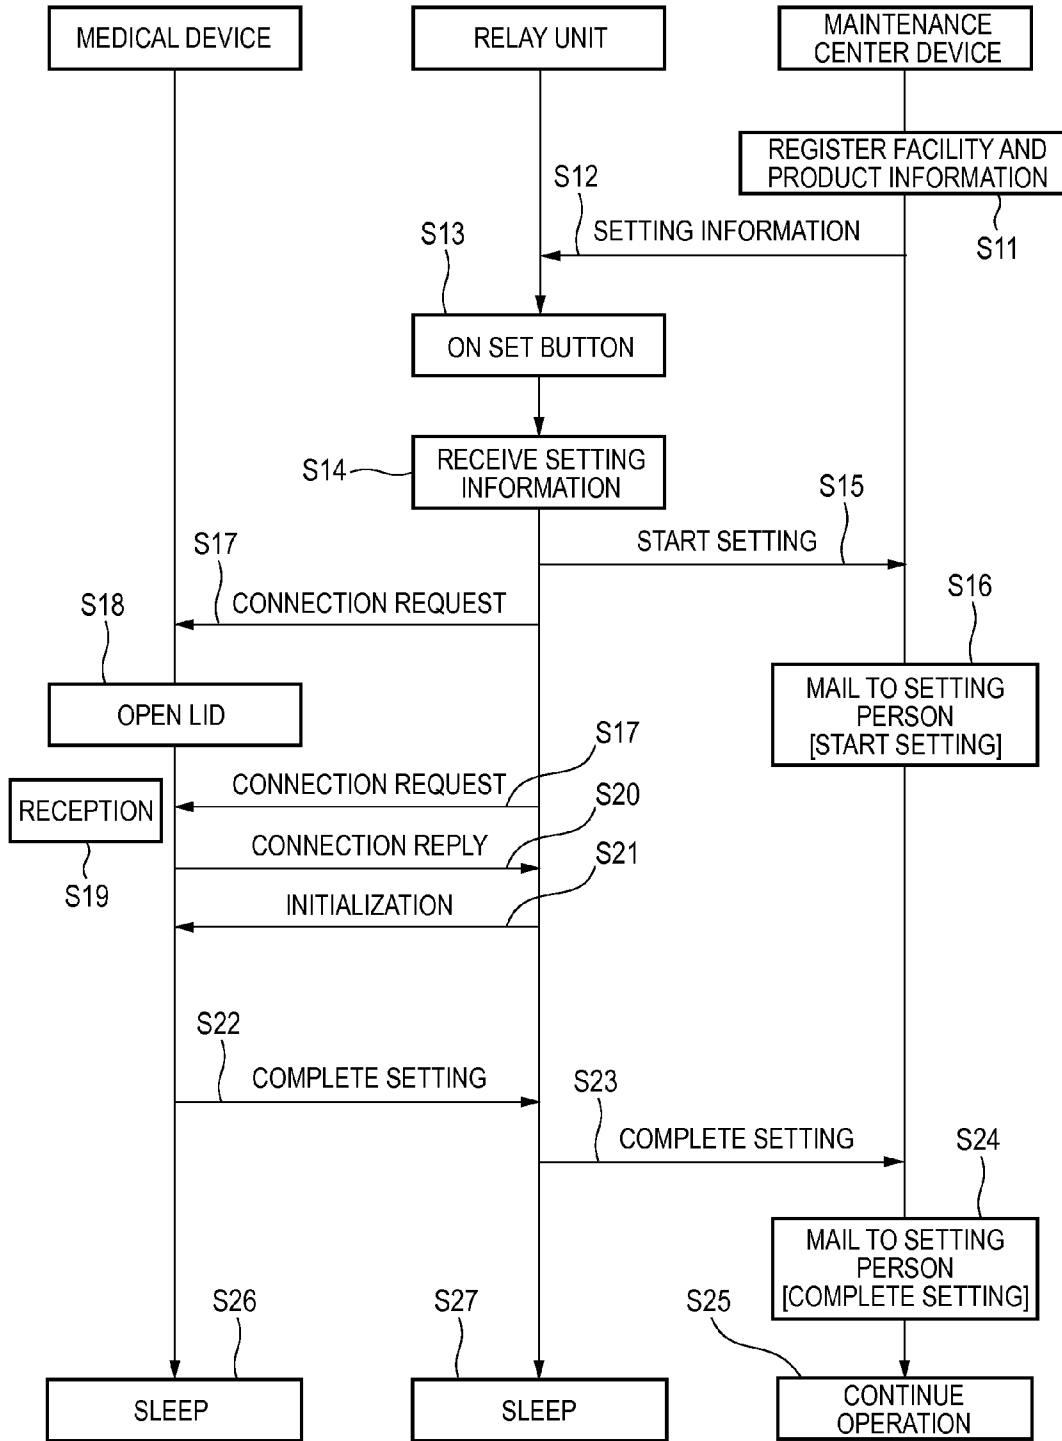 MEDICAL DEVICE
RELAY UNIT
MAINTENANCE
CENTER DEVICE
REGISTER FACILITY AND
PRODUCT INFORMATION
S11
S12
SETTING INFORMATION
S13
ON SET BUTTON
S14
RECEIVE SETTING
INFORMATION
S15
START SETTING
S17
CONNECTION REQUEST
S16
MAIL TO SETTING
PERSON
[START SETTING]
S18
OPEN LID
S17
CONNECTION REQUEST
RECEPTION
S19
S20
CONNECTION REPLY
S21
INITIALIZATION
S22
COMPLETE SETTING
S23
COMPLETE SETTING
S24
MAIL TO SETTING
PERSON
[COMPLETE SETTING]
S26
SLEEP
S27
SLEEP
S25
CONTINUE
OPERATION